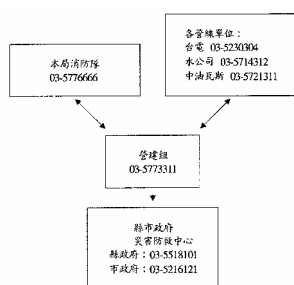 本局消防隊
03-5776666
各管線單位：
台電 03-5230304
水公司 03-5714312
中油瓦斯 03-5721311
營建組
03-5773311
縣市政府
災害防救中心
縣政府：03-5518101
市政府：03-5216121